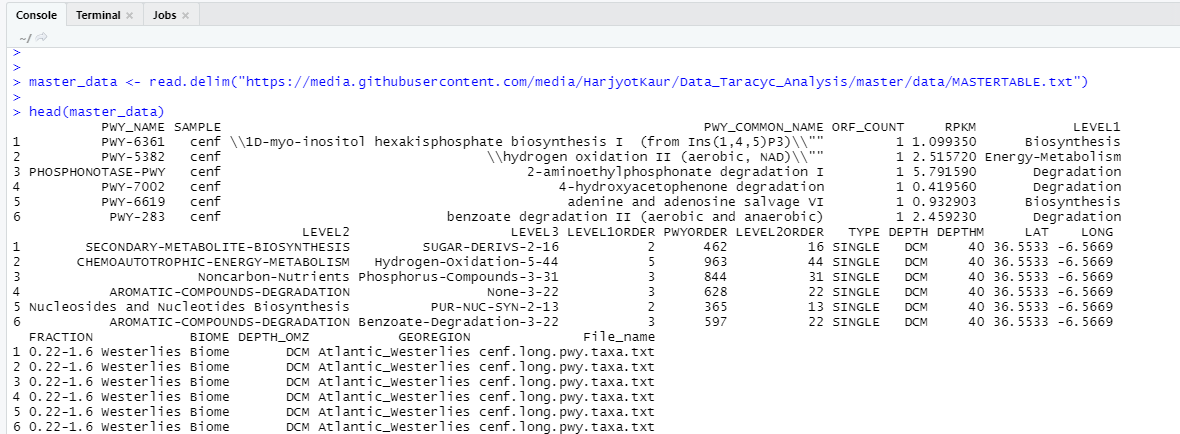 Console Terminal × Jobs ×
~/
>
>
> master_data <- read.delim("https://media.githubusercontent.com/media/HarjyotKaur/Data_Taracyc_Analysis/master/data/MASTERTABLE.txt")
>
> head(master_data)
PWY_NAME SAMPLE PWY_COMMON_NAME ORF_COUNT RPKM LEVEL1
1 PWY-6361 cenf \\1D-myo-inositol hexakisphosphate biosynthesis I  (from Ins(1,4,5)P3)\\"" 1 1.099350 Biosynthesis
2 PWY-5382 cenf \\hydrogen oxidation II (aerobic, NAD)\\"" 1 2.515720 Energy-Metabolism
3 PHOSPHONOTASE-PWY cenf 2-aminoethylphosphonate degradation I 1 5.791590 Degradation
4 PWY-7002 cenf 4-hydroxyacetophenone degradation 1 0.419560 Degradation
5 PWY-6619 cenf adenine and adenosine salvage VI 1 0.932903 Biosynthesis
6 PWY-283 cenf benzoate degradation II (aerobic and anaerobic) 1 2.459230 Degradation
LEVEL2 LEVEL3 LEVEL1ORDER PWYORDER LEVEL2ORDER TYPE DEPTH DEPTHM LAT LONG
1 SECONDARY-METABOLITE-BIOSYNTHESIS SUGAR-DERIVS-2-16 2 462 16 SINGLE DCM 40 36.5533 -6.5669
2 CHEMOAUTOTROPHIC-ENERGY-METABOLISM Hydrogen-Oxidation-5-44 5 963 44 SINGLE DCM 40 36.5533 -6.5669
3 Noncarbon-Nutrients Phosphorus-Compounds-3-31 3 844 31 SINGLE DCM 40 36.5533 -6.5669
4 AROMATIC-COMPOUNDS-DEGRADATION None-3-22 3 628 22 SINGLE DCM 40 36.5533 -6.5669
5 Nucleosides and Nucleotides Biosynthesis PUR-NUC-SYN-2-13 2 365 13 SINGLE DCM 40 36.5533 -6.5669
6 AROMATIC-COMPOUNDS-DEGRADATION Benzoate-Degradation-3-22 3 597 22 SINGLE DCM 40 36.5533 -6.5669
FRACTION BIOME DEPTH_OMZ GEOREGION File_name
1 0.22-1.6 Westerlies Biome DCM Atlantic_Westerlies cenf.long.pwy.taxa.txt
2 0.22-1.6 Westerlies Biome DCM Atlantic_Westerlies cenf.long.pwy.taxa.txt
3 0.22-1.6 Westerlies Biome DCM Atlantic_Westerlies cenf.long.pwy.taxa.txt
4 0.22-1.6 Westerlies Biome DCM Atlantic_Westerlies cenf.long.pwy.taxa.txt
5 0.22-1.6 Westerlies Biome DCM Atlantic_Westerlies cenf.long.pwy.taxa.txt
6 0.22-1.6 Westerlies Biome DCM Atlantic_Westerlies cenf.long.pwy.taxa.txt